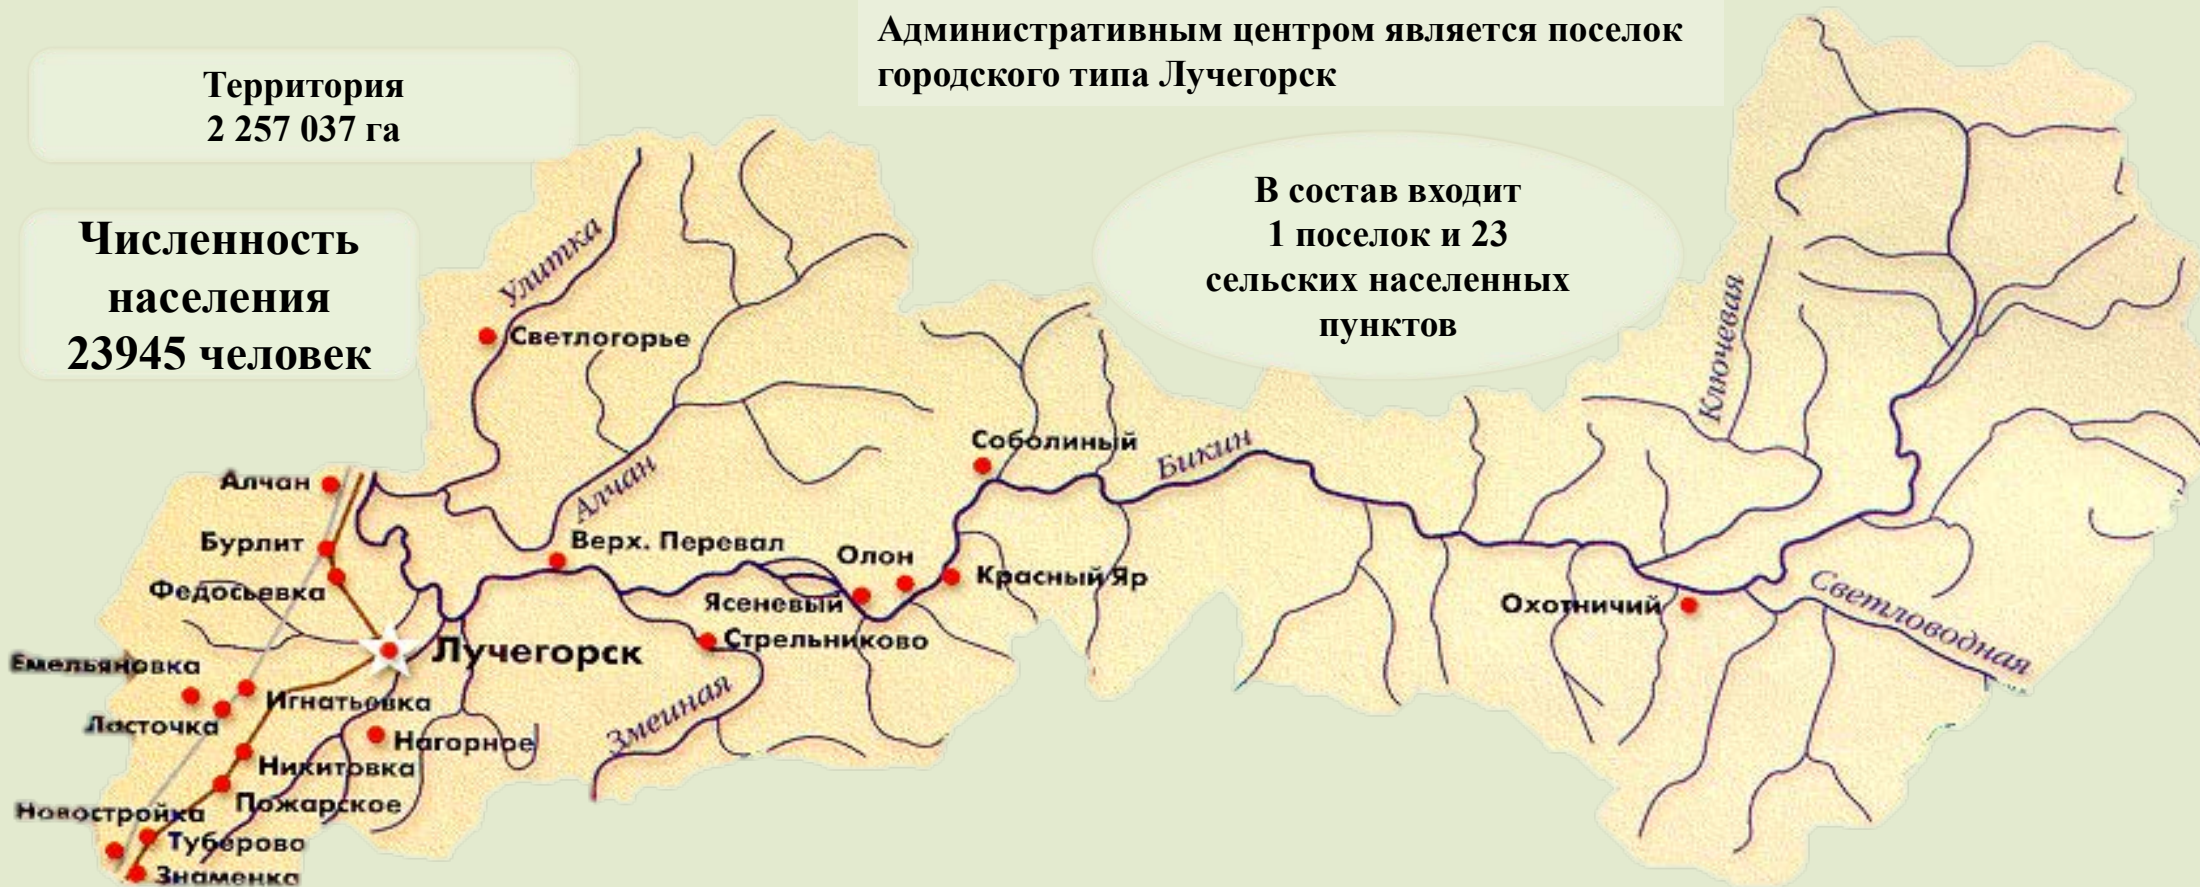 Административным центром является поселок
городского типа Лучегорск
Территория
2 257 037 га
Численность
населения
23945 человек
В состав входит
1 поселок и 23
сельских населенных
пунктов
Улитка
Светлогорье
Ключевая
Соболиный
Бикин
Алчан
Алчан
Бурлит
Верх. Перевал
Олон
Красный Яр
Федосьевка
Ясеневый
Охотничий
Светловодная
Стрельниково
Лучегорск
Емельяновка
Игнатьевка
Ласточка
Змеиная
Нагорное
Никитовка
Пожарское
Новостройка
Туберово
Знаменка